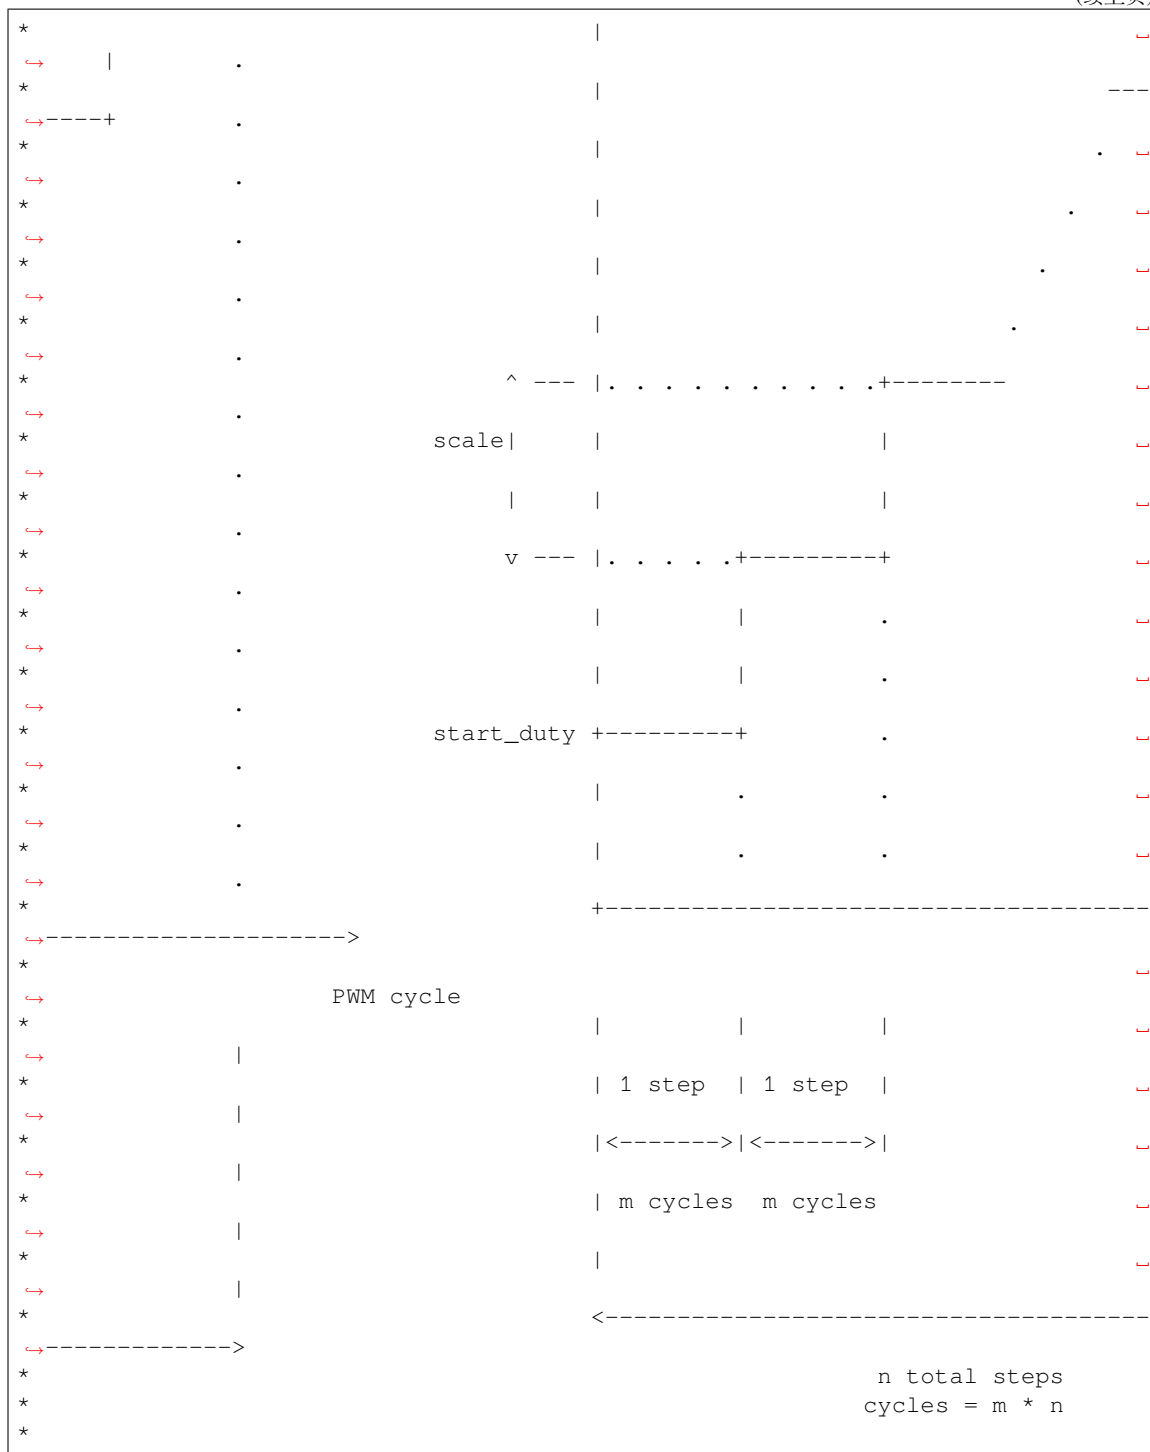 *                                                                               |                                                                          ␣
↪    |         .
*                                       |                                   ---
↪----+         .
*                                       |                                  .  ␣
↪              .
*                                       |                                .    ␣
↪              .
*                                       |                              .      ␣
↪              .
*                                       |                            .        ␣
↪              .
*                                 ^ --- |. . . . . . . . . .+--------         ␣
↪              .
*                            scale|     |                   |                 ␣
↪              .
*                                 |     |                   |                 ␣
↪              .
*                                 v --- |. . . . .+---------+                 ␣
↪              .
*                                       |         |         .                 ␣
↪              .
*                                       |         |         .                 ␣
↪              .
*                            start_duty +---------+         .                 ␣
↪              .
*                                       |         .         .                 ␣
↪              .
*                                       |         .         .                 ␣
↪              .
*                                       +--------------------------------------
↪--------------------->
*                                                                             ␣
↪                    PWM cycle
*                                       |         |         |                 ␣
↪              |
*                                       | 1 step  | 1 step  |                 ␣
↪              |
*                                       |<------->|<------->|                 ␣
↪              |
*                                       | m cycles  m cycles                  ␣
↪              |
*                                       |                                     ␣
↪              |
*                                       <--------------------------------------
↪------------->
*                                                           n total steps
*                                                          cycles = m * n
*